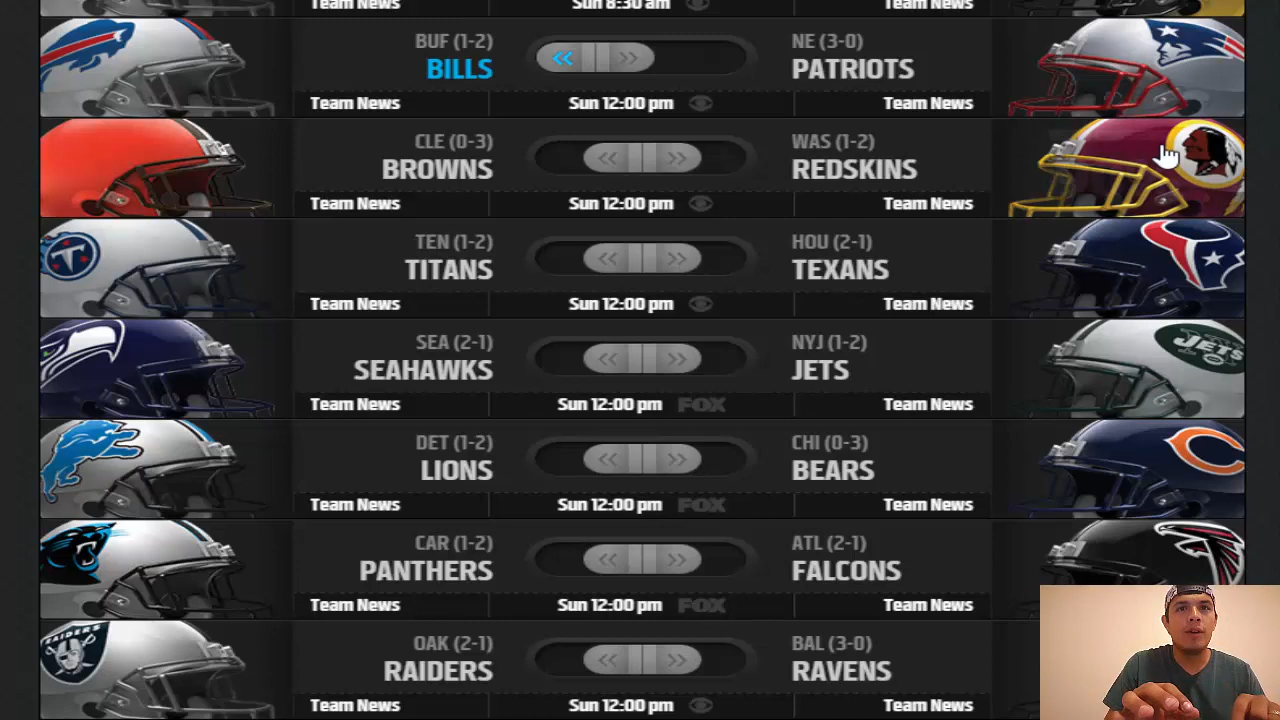 Team News Sun 8:30 am Team News
BUF (1-2) NE (3-0)
BILLS PATRIOTS
Team News Sun 12:00 pm Team News
CLE (0-3) WAS (1-2)
BROWNS REDSKINS
Team News Sun 12:00 pm Team News
TEN (1-2) HOU (2-1)
TITANS TEXANS
Team News Sun 12:00 pm Team News
SEA (2-1) NYJ (1-2)
SEAHAWKS JETS
JETS
Team News Sun 12:00 pm FOX Team News
DET (1-2) CHI (0-3)
LIONS BEARS
Team News Sun 12:00 pm FOX Team News
CAR (1-2) ATL (2-1)
PANTHERS FALCONS
Team News Sun 12:00 pm FOX Team News
RAIDERS
OAK (2-1) BAL (3-0)
RAIDERS RAVENS
Team News Sun 12:00 pm Team News